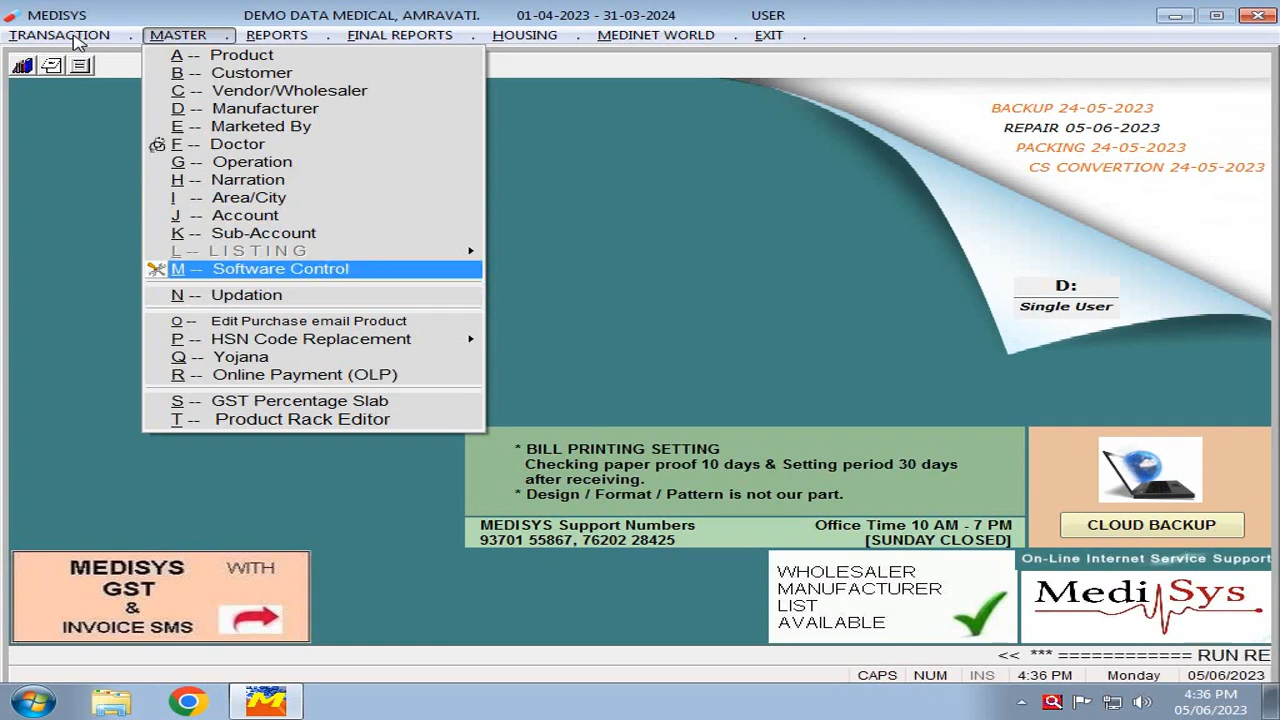 MEDISYS DEMO DATA MEDICAL, AMRAVATI. 01-04-2023 - 31-03-2024 USER
TRANSACTION . MASTER . REPORTS . FINAL REPORTS . HOUSING . MEDINET WORLD . EXIT .
A -- Product
B -- Customer
C -- Vendor/Wholesaler
D -- Manufacturer
E -- Marketed By
F -- Doctor
G -- Operation
H -- Narration
I -- Area/City
J -- Account
K -- Sub-Account
L -- L I S T I N G
M -- Software Control
N -- Updation
O -- Edit Purchase email Product
P -- HSN Code Replacement
Q -- Yojana
R -- Online Payment (OLP)
S -- GST Percentage Slab
T -- Product Rack Editor
BACKUP 24-05-2023
REPAIR 05-06-2023
PACKING 24-05-2023
CS CONVERTION 24-05-2023
D:
Single User
* BILL PRINTING SETTING
Checking paper proof 10 days & Setting period 30 days
after receiving.
* Design / Format / Pattern is not our part.
MEDISYS Support Numbers Office Time 10 AM - 7 PM
93701 55867, 76202 28425 [SUNDAY CLOSED]
CLOUD BACKUP
MEDISYS WITH
GST
&
INVOICE SMS
WHOLESALER
MANUFACTURER
LIST
AVAILABLE
On-Line Internet Service Support
MediSys
<< *** ============ RUN RE
CAPS NUM INS 4:36 PM Monday 05/06/2023
4:36 PM
05/06/2023